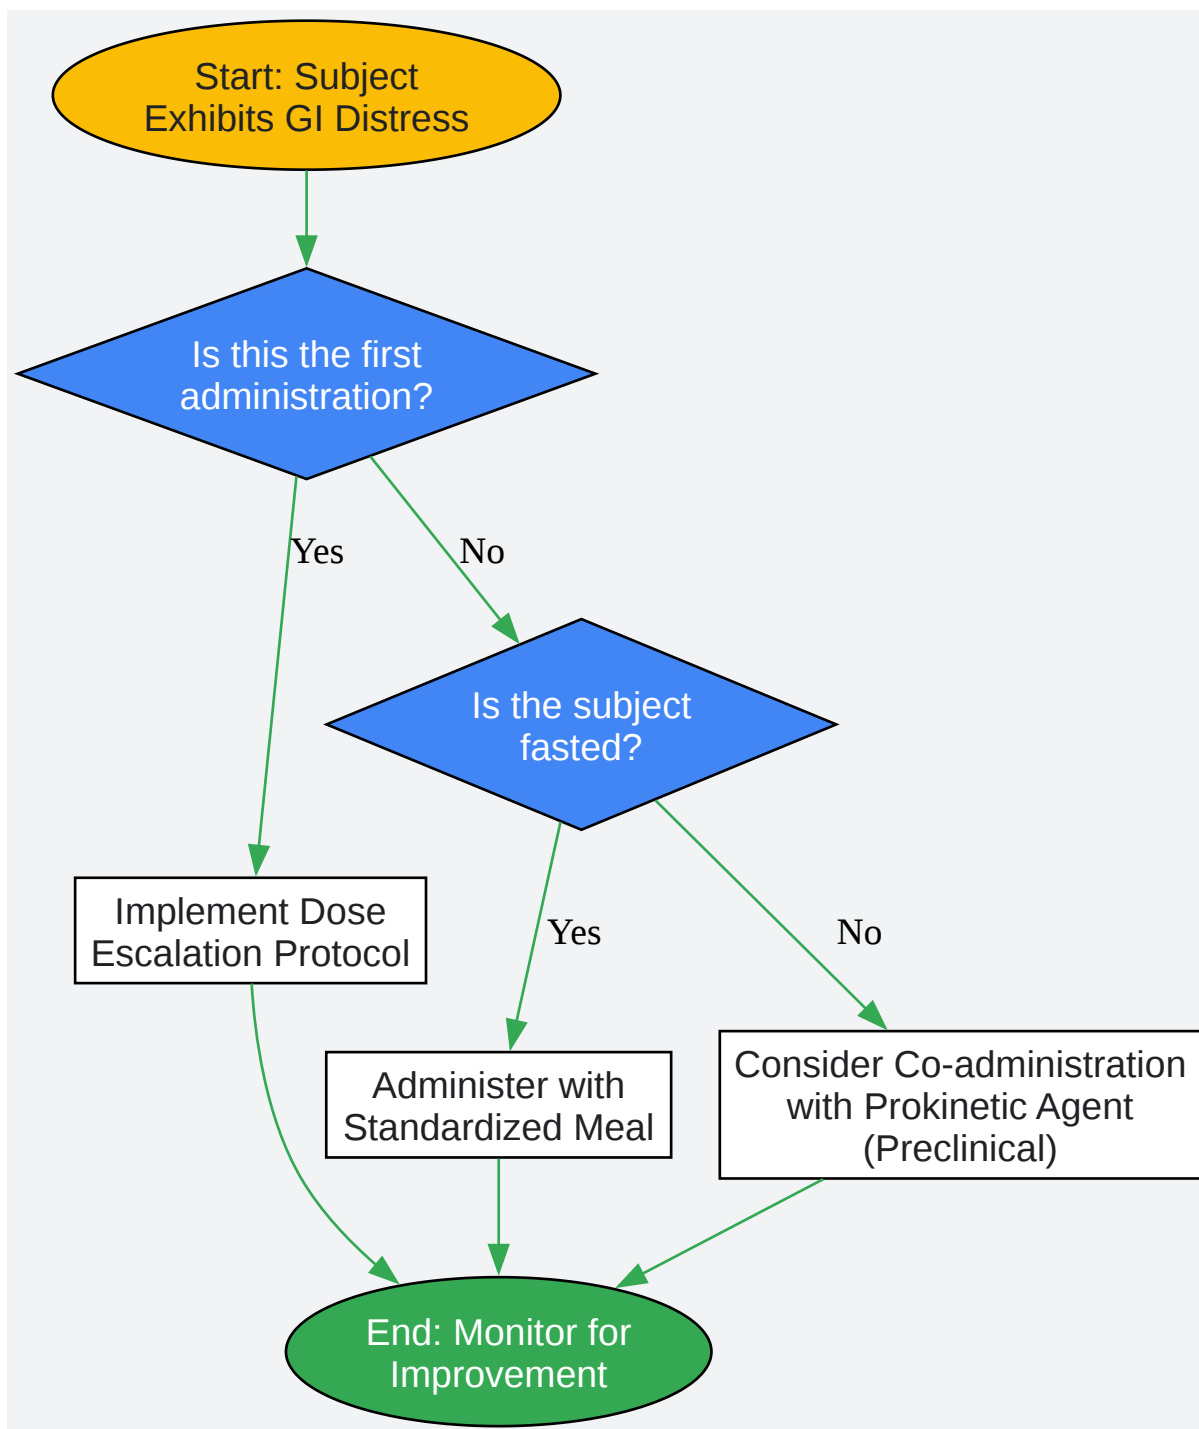 Start: Subject
Exhibits GI Distress
Is this the first
administration?
Yes
No
Is the subject
fasted?
Implement Dose
Escalation Protocol
Yes
No
Administer with
Standardized Meal
Consider Co-administration
with Prokinetic Agent
(Preclinical)
End: Monitor for
Improvement